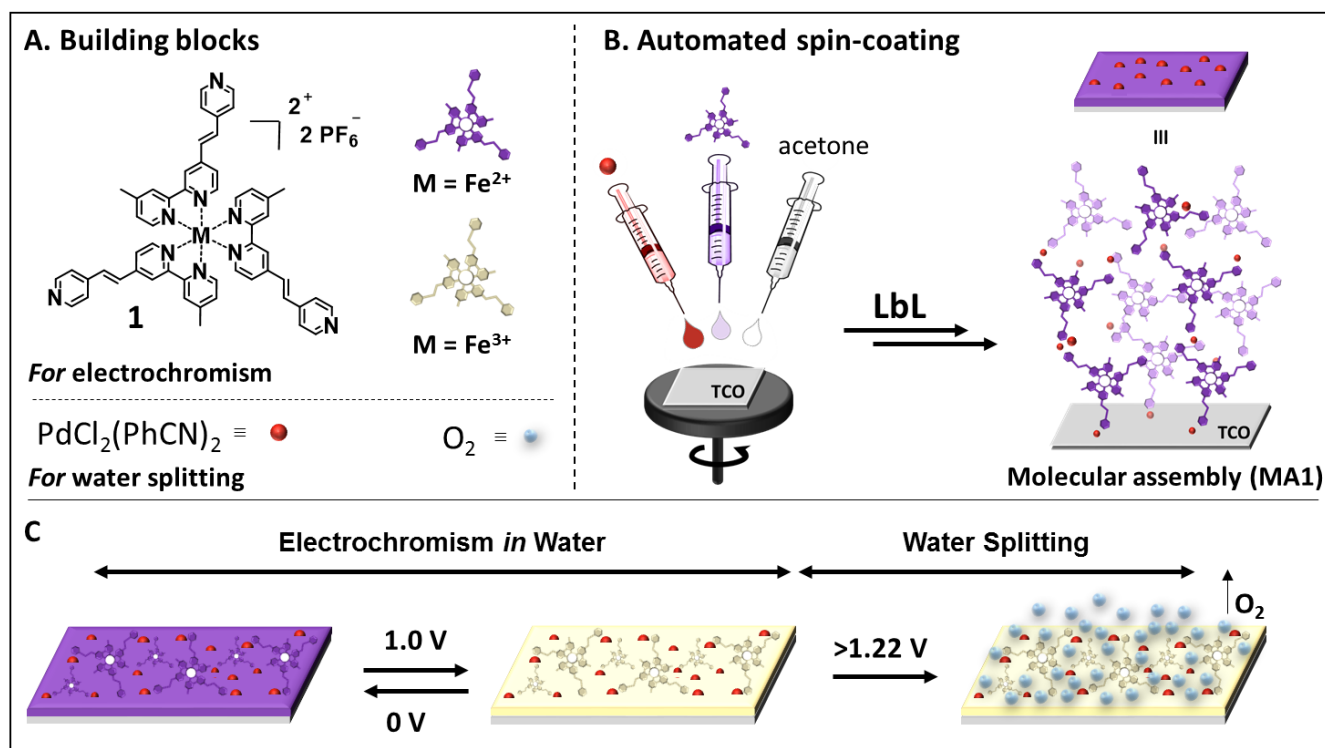 A. Building blocks
N
2⁺
2 PF₆⁻
N
N
N
N
M
N
N
N
N
N
1
M = Fe²⁺
M = Fe³⁺
For electrochromism
PdCl₂(PhCN)₂ ≡
O₂ ≡
For water splitting
B. Automated spin-coating
acetone
TCO
LbL
≡
TCO
Molecular assembly (MA1)
C
Electrochromism in Water
Water Splitting
1.0 V
0 V
>1.22 V
O₂